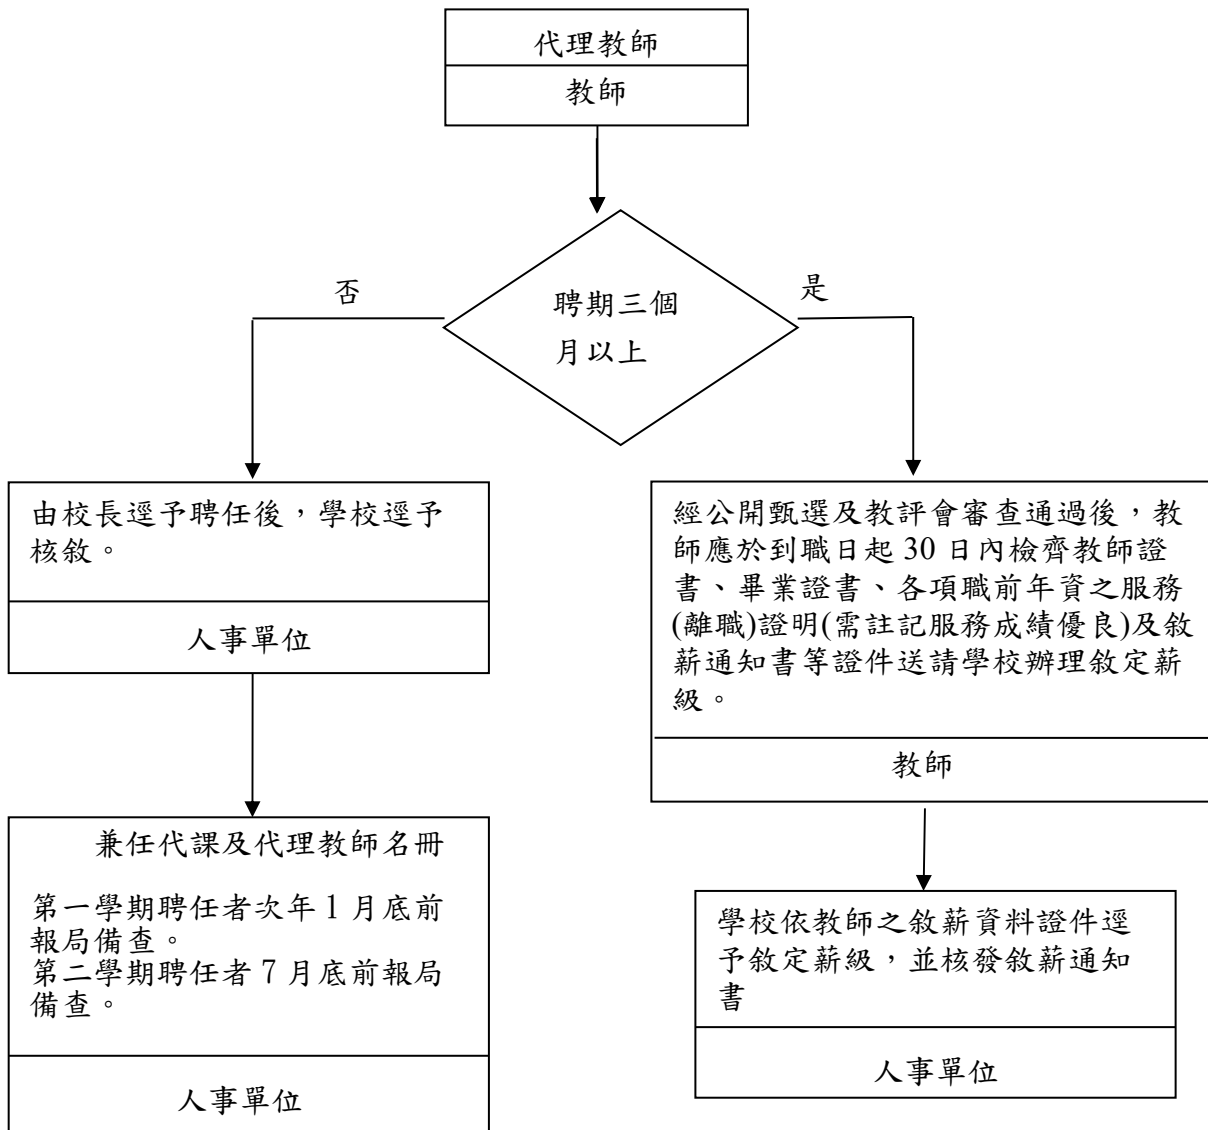 代理教師
教師
否
是
聘期三個
月以上
由校長逕予聘任後，學校逕予
核敘。
人事單位
經公開甄選及教評會審查通過後，教
師應於到職日起 30 日內檢齊教師證
書、畢業證書、各項職前年資之服務
(離職)證明(需註記服務成績優良)及敘
薪通知書等證件送請學校辦理敘定薪
級。
教師
兼任代課及代理教師名冊
第一學期聘任者次年 1 月底前
報局備查。
第二學期聘任者 7 月底前報局
備查。
人事單位
學校依教師之敘薪資料證件逕
予敘定薪級，並核發敘薪通知
書
人事單位